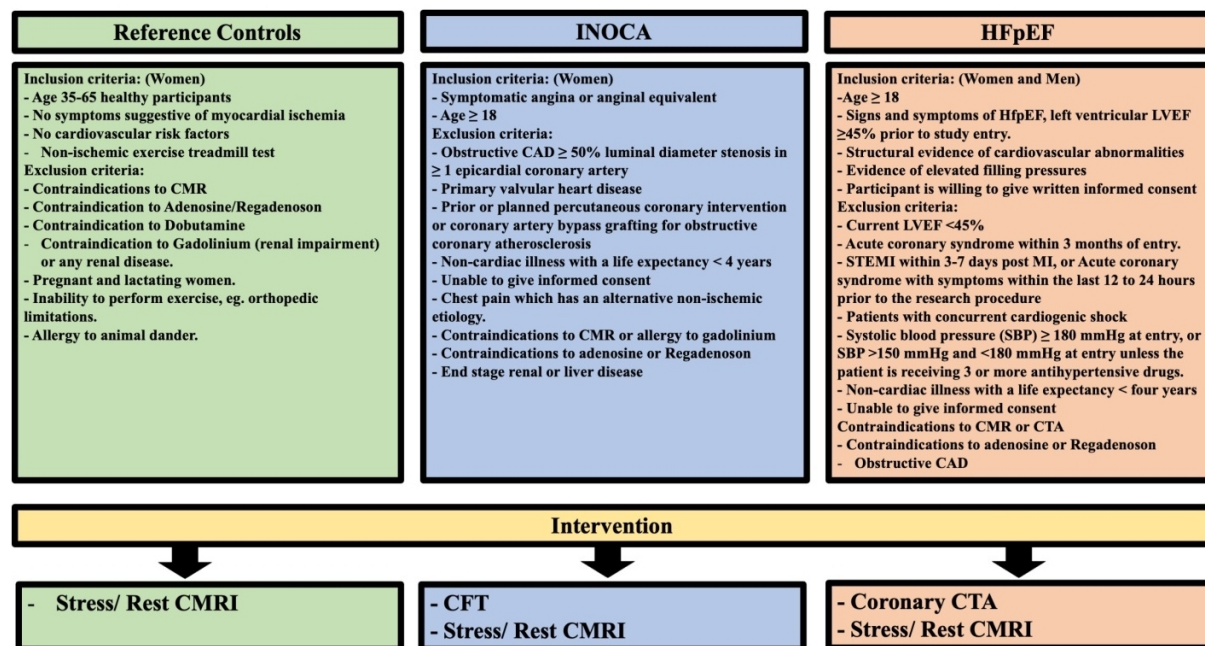 Reference Controls
Inclusion criteria: (Women)
- Age 35-65 healthy participants
- No symptoms suggestive of myocardial ischemia
- No cardiovascular risk factors
- Non-ischemic exercise treadmill test
Exclusion criteria:
- Contraindications to CMR
- Contraindication to Adenosine/Regadenoson
- Contraindication to Dobutamine
- Contraindication to Gadolinium (renal impairment)
or any renal disease.
- Pregnant and lactating women.
- Inability to perform exercise, eg. orthopedic
limitations.
- Allergy to animal dander.
INOCA
Inclusion criteria: (Women)
- Symptomatic angina or anginal equivalent
- Age ≥ 18
Exclusion criteria:
- Obstructive CAD ≥ 50% luminal diameter stenosis in
≥ 1 epicardial coronary artery
- Primary valvular heart disease
- Prior or planned percutaneous coronary intervention
or coronary artery bypass grafting for obstructive
coronary atherosclerosis
- Non-cardiac illness with a life expectancy < 4 years
- Unable to give informed consent
- Chest pain which has an alternative non-ischemic
etiology.
- Contraindications to CMR or allergy to gadolinium
- Contraindications to adenosine or Regadenoson
- End stage renal or liver disease
HFpEF
Inclusion criteria: (Women and Men)
-Age ≥ 18
- Signs and symptoms of HfpEF, left ventricular LVEF
≥45% prior to study entry.
- Structural evidence of cardiovascular abnormalities
- Evidence of elevated filling pressures
- Participant is willing to give written informed consent
Exclusion criteria:
- Current LVEF <45%
- Acute coronary syndrome within 3 months of entry.
- STEMI within 3-7 days post MI, or Acute coronary
syndrome with symptoms within the last 12 to 24 hours
prior to the research procedure
- Patients with concurrent cardiogenic shock
- Systolic blood pressure (SBP) ≥ 180 mmHg at entry, or
SBP >150 mmHg and <180 mmHg at entry unless the
patient is receiving 3 or more antihypertensive drugs.
- Non-cardiac illness with a life expectancy < four years
- Unable to give informed consent
Contraindications to CMR or CTA
- Contraindications to adenosine or Regadenoson
- Obstructive CAD
Intervention
- Stress/ Rest CMRI
- CFT
- Stress/ Rest CMRI
- Coronary CTA
- Stress/ Rest CMRI